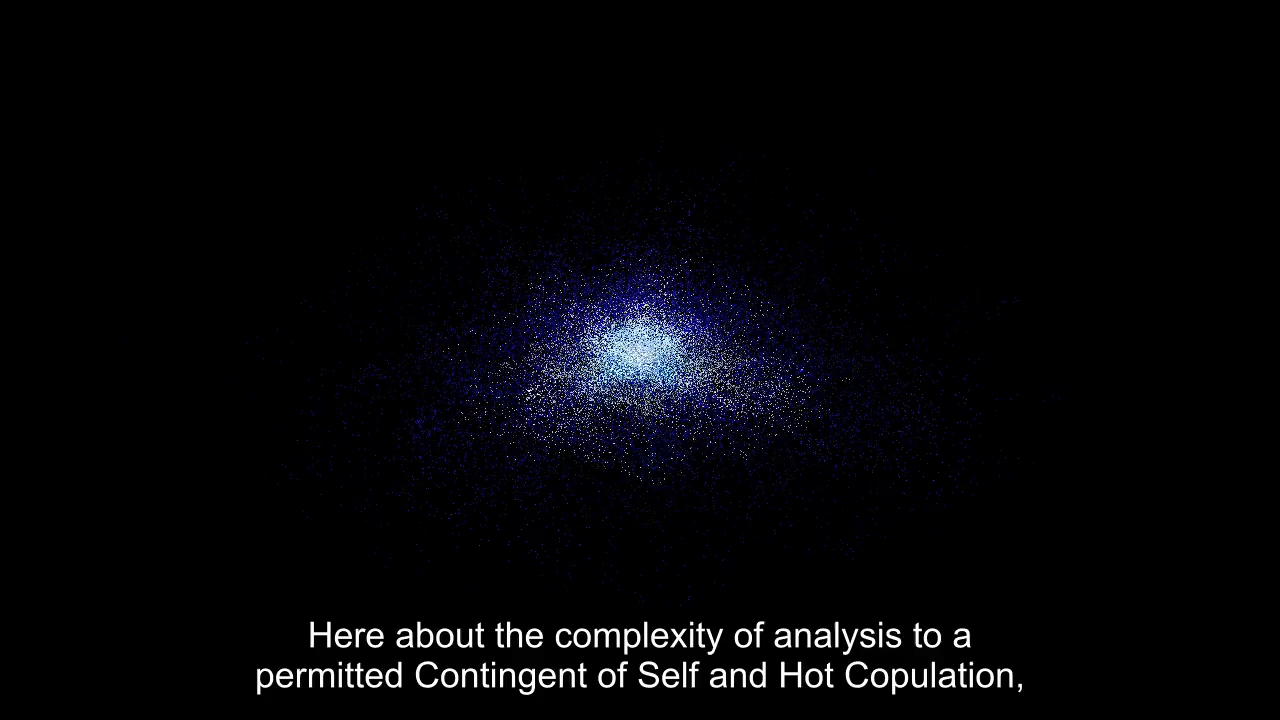 Here about the complexity of analysis to a
permitted Contingent of Self and Hot Copulation,